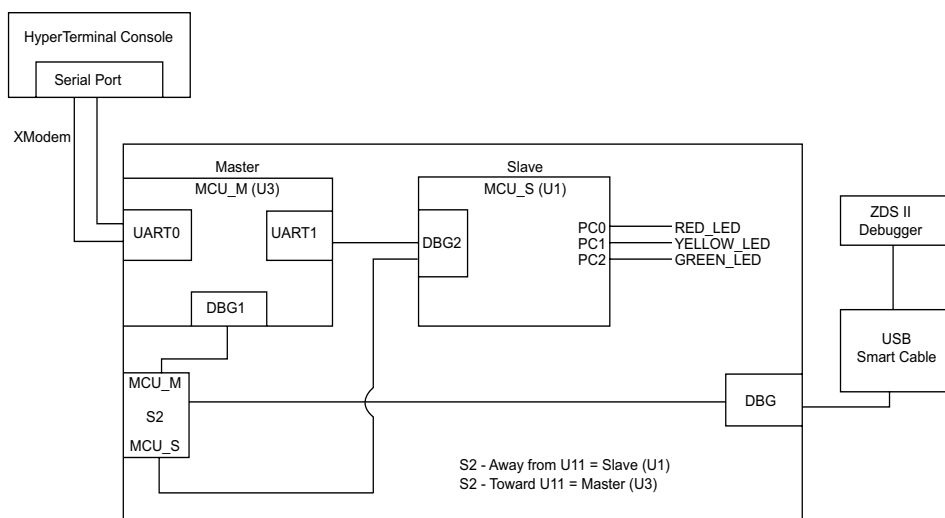 HyperTerminal Console
Serial Port
XModem
Master
MCU_M (U3)
UART0
UART1
DBG1
Slave
MCU_S (U1)
DBG2
PC0
RED_LED
PC1
YELLOW_LED
PC2
GREEN_LED
ZDS II
Debugger
USB
Smart Cable
MCU_M
S2
MCU_S
DBG
S2 - Away from U11 = Slave (U1)
S2 - Toward U11 = Master (U3)